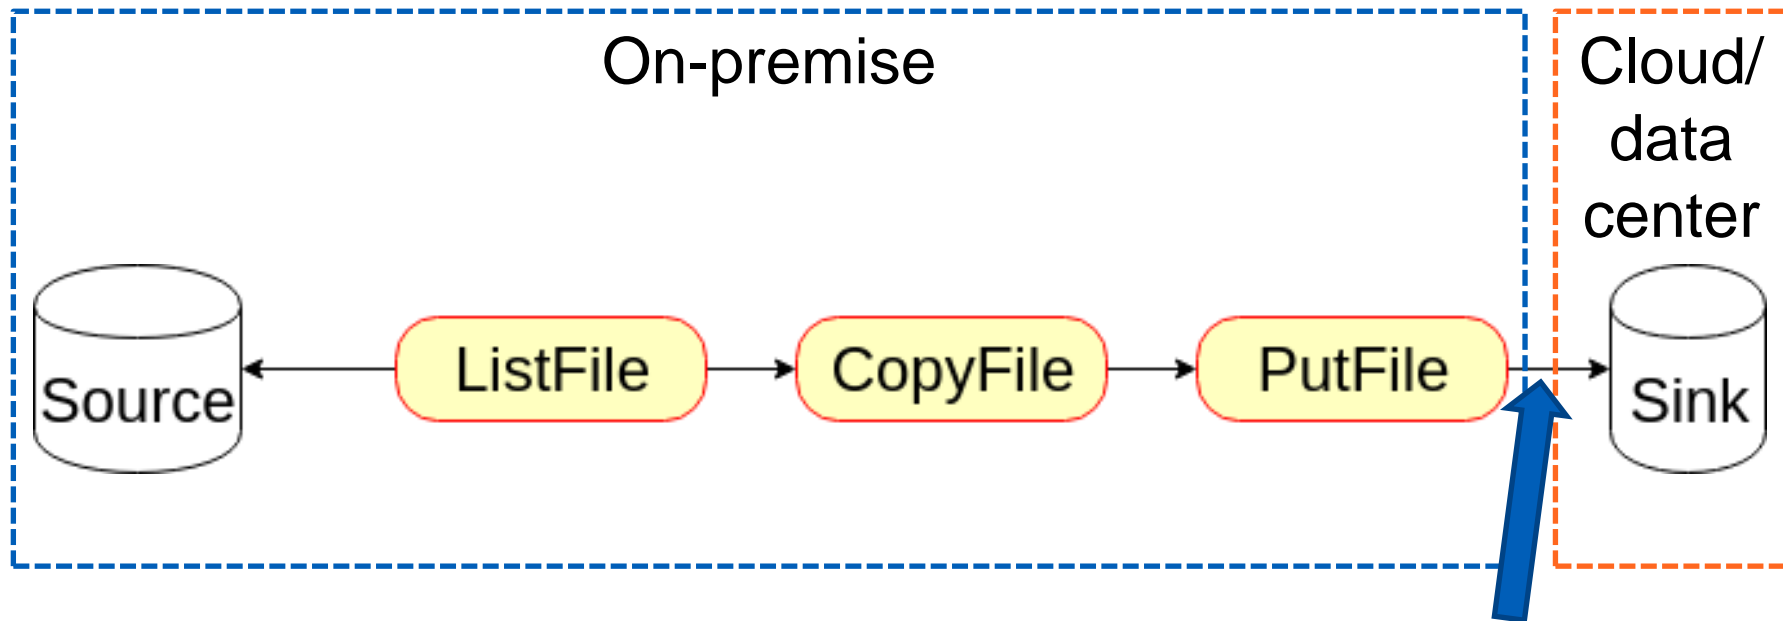 On-premise
Cloud/
data
center
Source
ListFile
CopyFile
PutFile
Sink